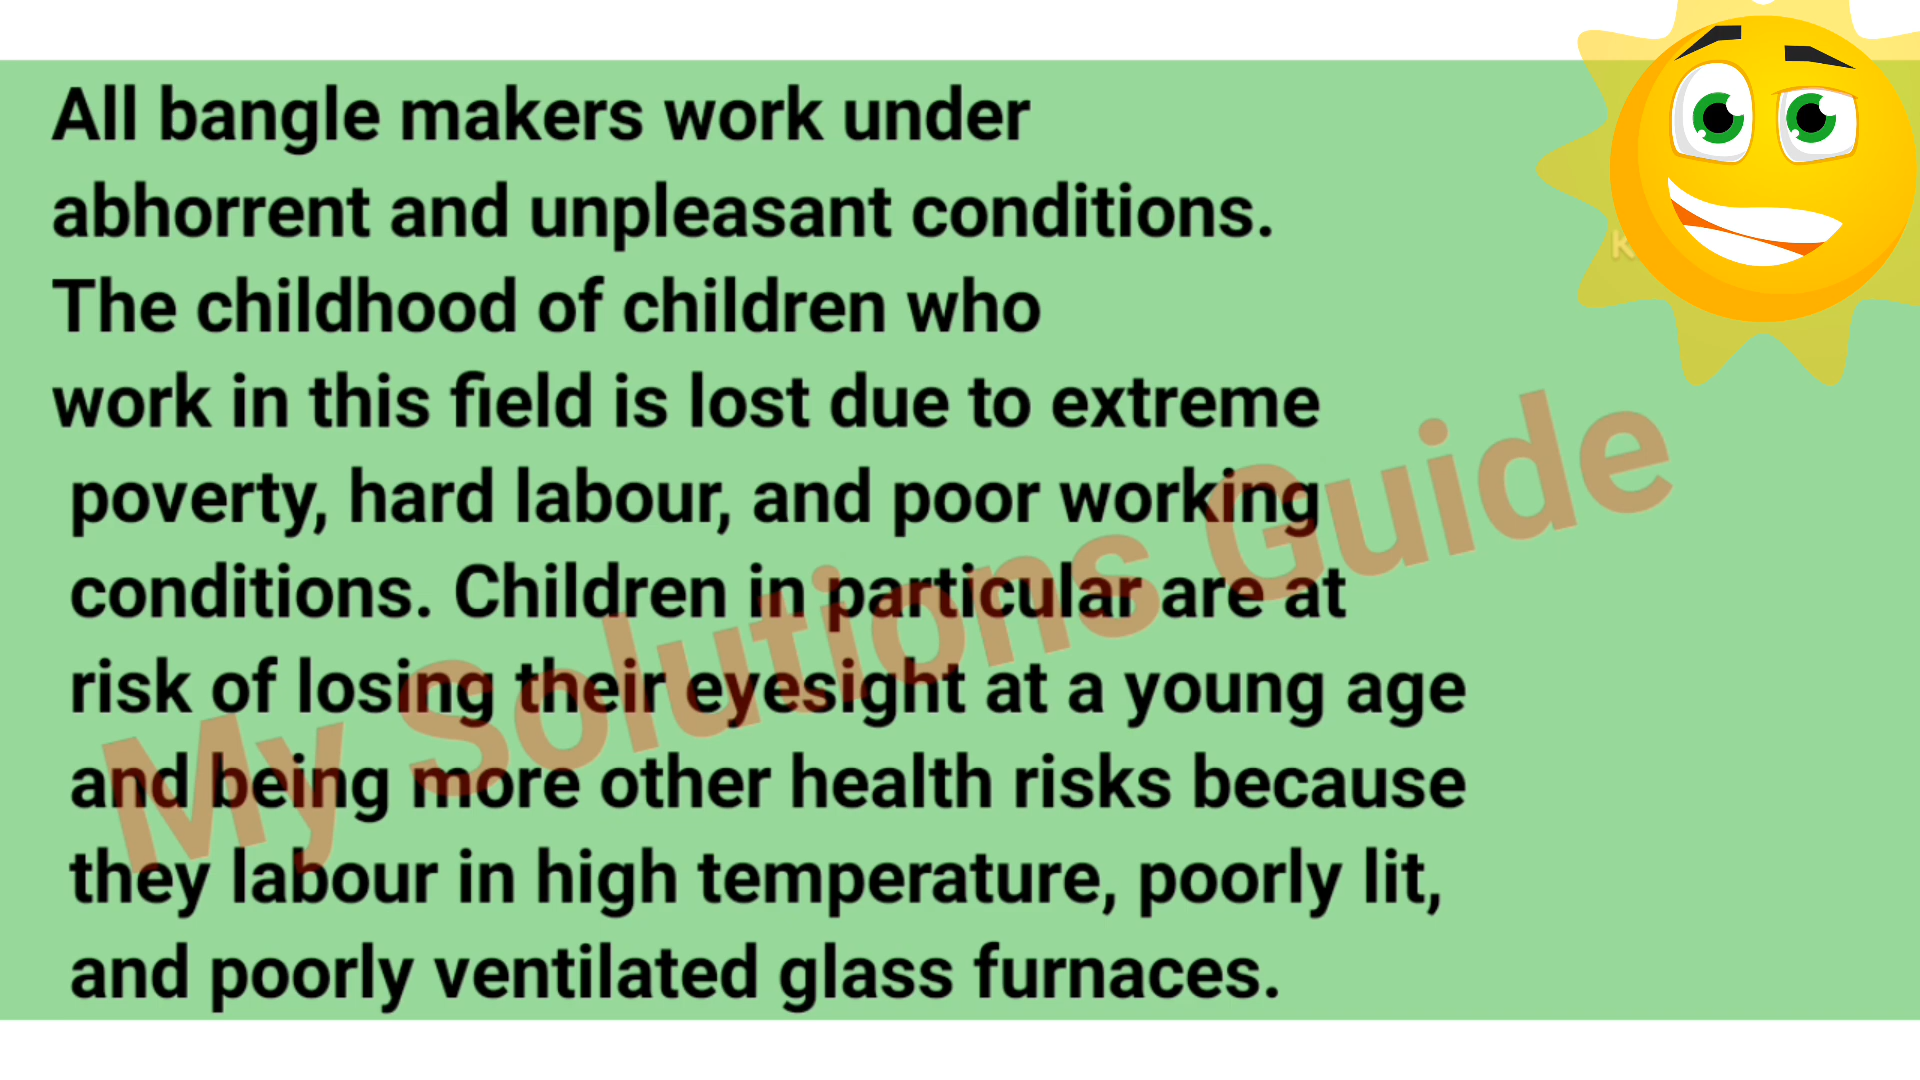 All bangle makers work under
abhorrent and unpleasant conditions.
The childhood of children who
work in this field is lost due to extreme
poverty, hard labour, and poor working
conditions. Children in particular are at
risk of losing their eyesight at a young age
and being more other health risks because
they labour in high temperature, poorly lit,
and poorly ventilated glass furnaces.
My Solutions Guide